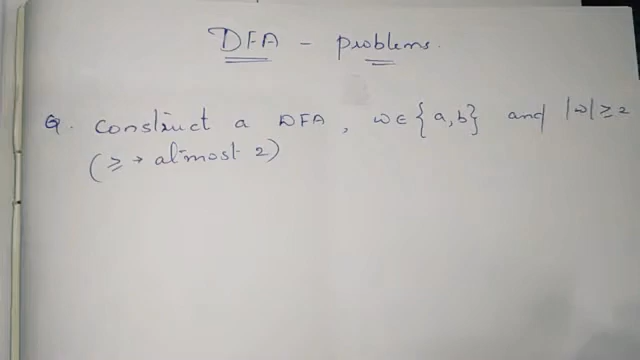 DFA - problems.
Q. Construct a DFA, w ∈ {a,b} and |w| ≥ 2
(≥ → almost 2)